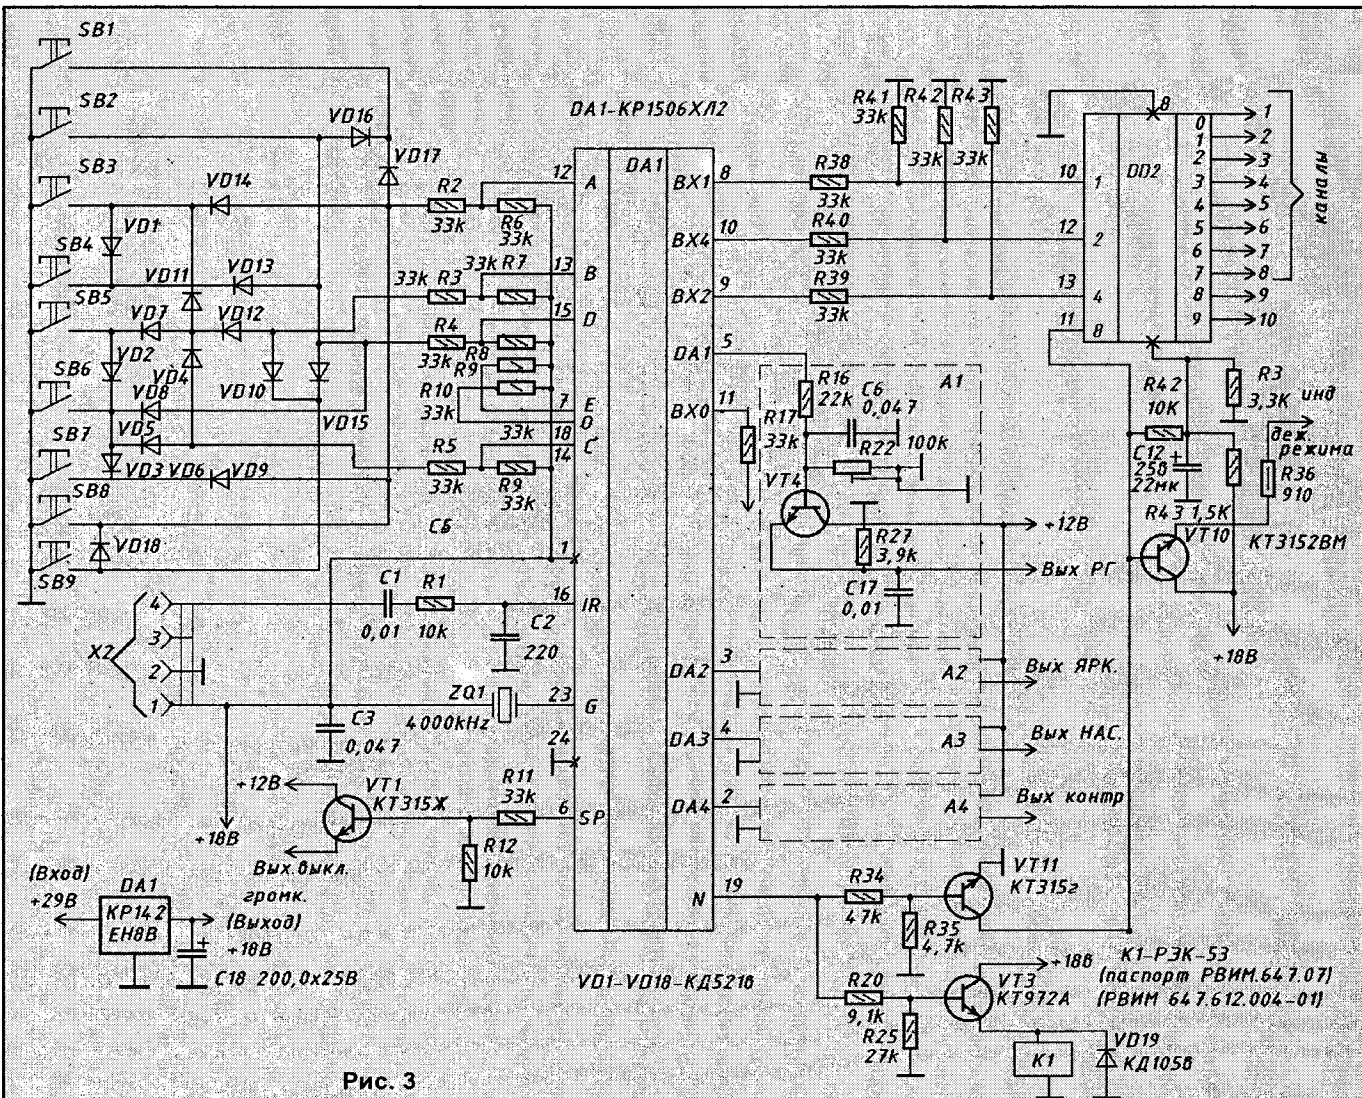 SB1
SB2
VD16
SB3
VD17
VD14
VD1
SB4
VD13
VD11
SB5
VD7
VD12
VD2
VD4
VD10
VD15
SB6
VD8
VD5
SB7
VD3 VD6 VD9
SB8
VD18
SB9
DA1-КР1506ХЛ2
R2
33k
R6
33k
33k R7
33k R3
R4
33k
R8
R9
R10
33k
33k
R5
33k
R9
33k
C5
12
A
13
B
15
D
7
E
D
18
C
14
1
16
IR
23
G
24
6
SP
DA1
BX1
8
BX4
10
BX2
9
DA1
5
BX0
11
DA2
3
DA3
4
DA4
2
N
19
R41
33k
R42
33k
R43
33k
R38
33k
R40
33k
R39
33k
8
10
1
12
2
13
4
11
8
DD2
0
1
2
3
4
5
6
7
8
9
1
2
3
4
5
6
7
8
9
10
каналы
A1
R16
22k
C6
0,047
R17
33k
R22
100k
VT4
R27
3,9k
C17
0,01
+12В
Вых РГ
A2
Вых ЯРК.
A3
Вых НАС.
A4
Вых контр
R42
10K
R3
3,3К
инд
деж.
режима
C12 +
25В
22мк
R36
910
R43 1,5K
VT10
КТ3152ВМ
+18В
X2
4
3
2
1
C1
0,01
R1
10k
C2
220
ZQ1
4000kHz
C3
0,047
+12В
VT1
КТ315Ж
R11
33k
R12
10k
+18В
Вых.выкл.
громк.
(Вход)
+29В
DA1
КР142
ЕН8В
(Выход)
+18В
+
C18 200,0х25В
VD1-VD18-КД521в
R34
47k
R35
4,7k
VT11
КТ315г
R20
9,1k
R25
27k
VT3
КТ972А
+18в
К1-РЭК-53
(паспорт РВИМ.647.07)
(РВИМ 647.612.004-01)
K1
VD19
КД105в
Рис. 3